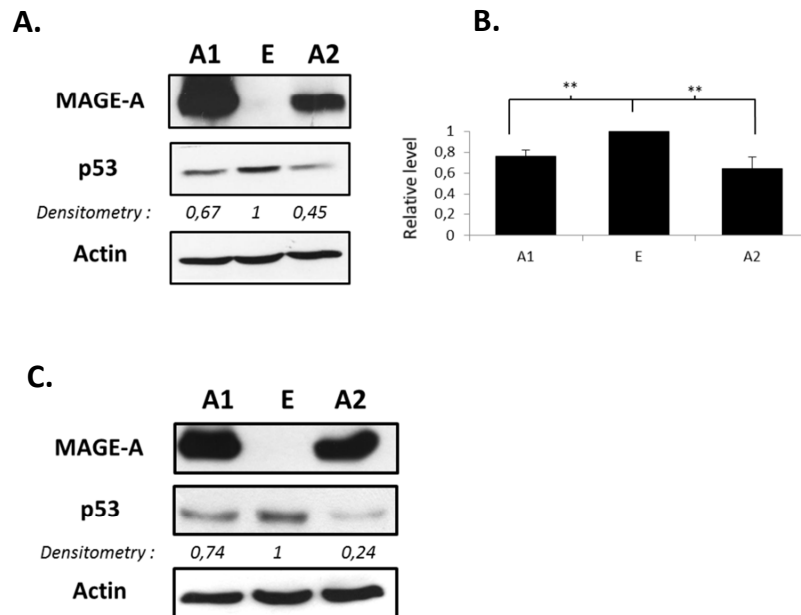 A.
A1 E A2
MAGE-A
p53
Densitometry : 0,67 1 0,45
Actin
B.
** **
Relative level
1
0,8
0,6
0,4
0,2
0
A1 E A2
C.
A1 E A2
MAGE-A
p53
Densitometry : 0,74 1 0,24
Actin